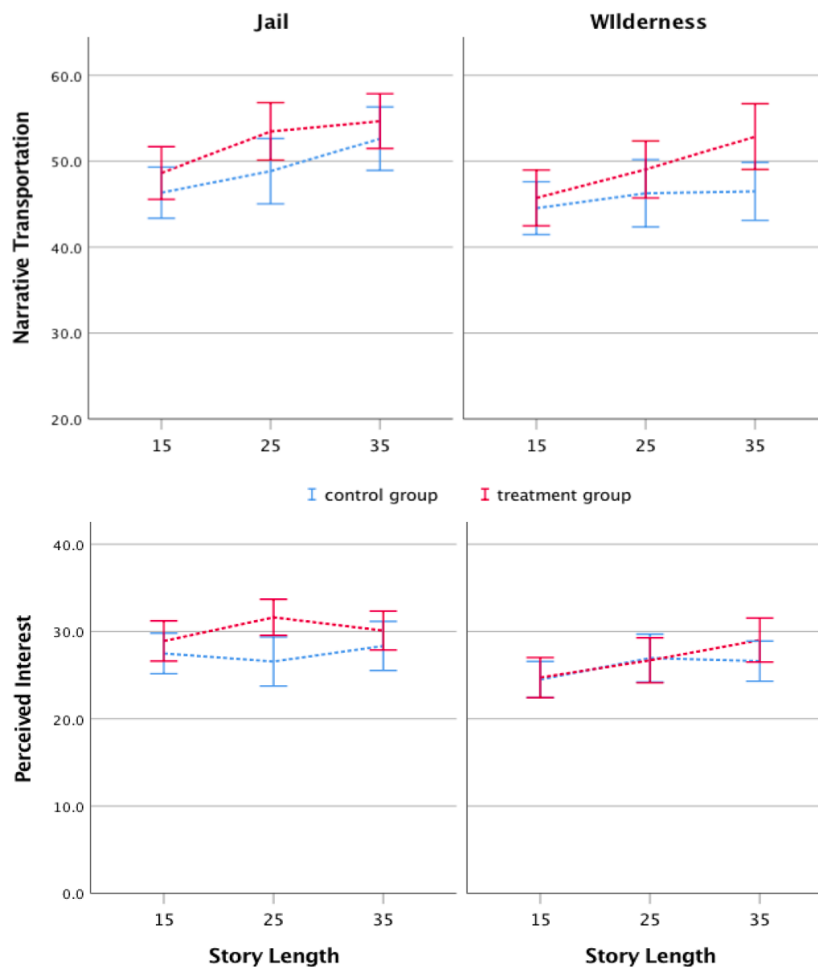 Jail WIlderness
Narrative Transportation
60.0
50.0
40.0
30.0
20.0
15 25 35 15 25 35
control group treatment group
Perceived Interest
40.0
30.0
20.0
10.0
0.0
15 25 35 15 25 35
Story Length Story Length